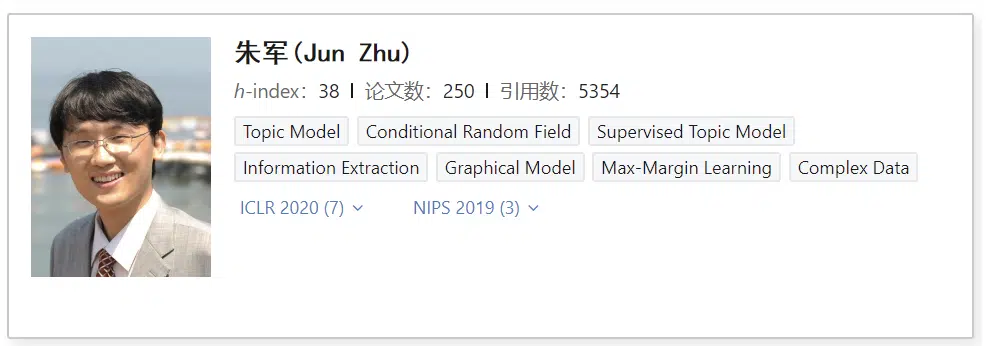 朱军(Jun Zhu)
h-index：38 | 论文数：250 | 引用数：5354
Topic Model Conditional Random Field Supervised Topic Model
Information Extraction Graphical Model Max-Margin Learning Complex Data
ICLR 2020 (7) NIPS 2019 (3)